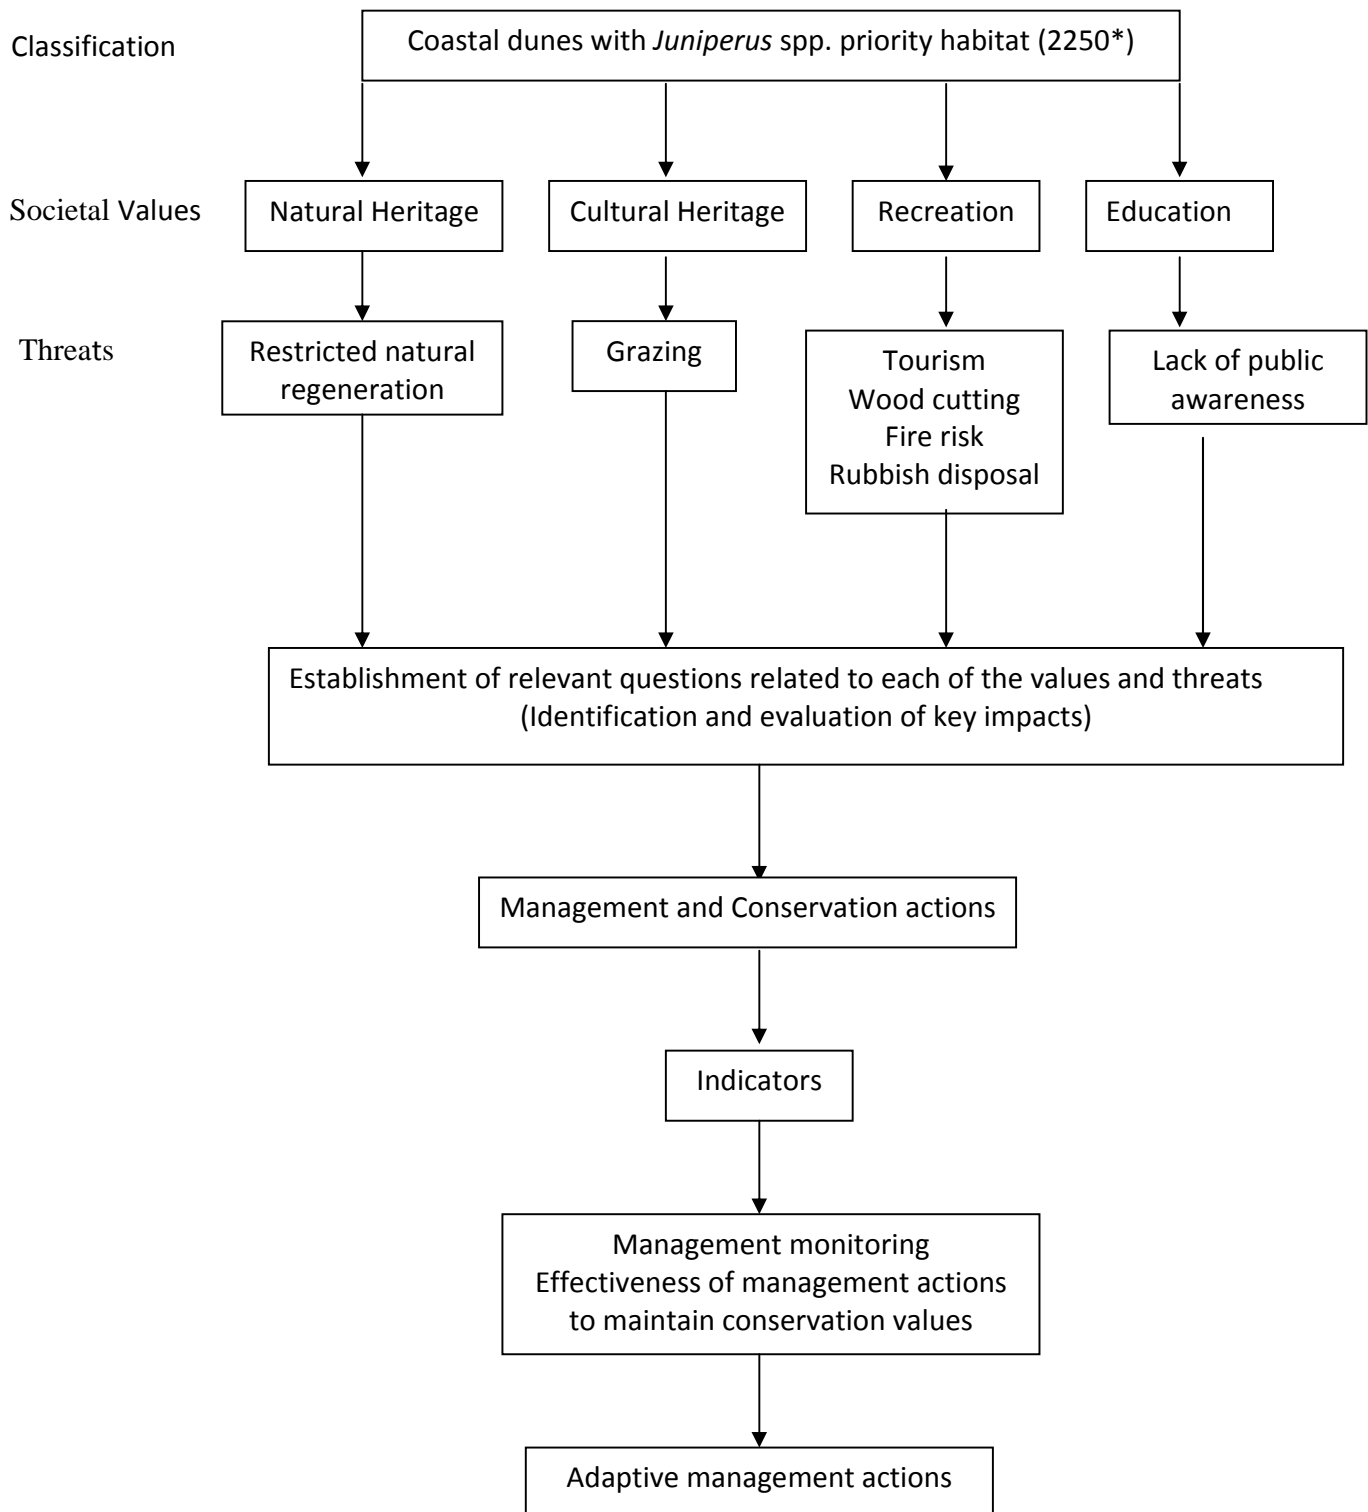 Classification
Coastal dunes with Juniperus spp. priority habitat (2250*)
Societal Values
Natural Heritage
Cultural Heritage
Recreation
Education
Threats
Restricted natural
regeneration
Grazing
Tourism
Wood cutting
Fire risk
Rubbish disposal
Lack of public
awareness
Establishment of relevant questions related to each of the values and threats
(Identification and evaluation of key impacts)
Management and Conservation actions
Indicators
Management monitoring
Effectiveness of management actions
to maintain conservation values
Adaptive management actions